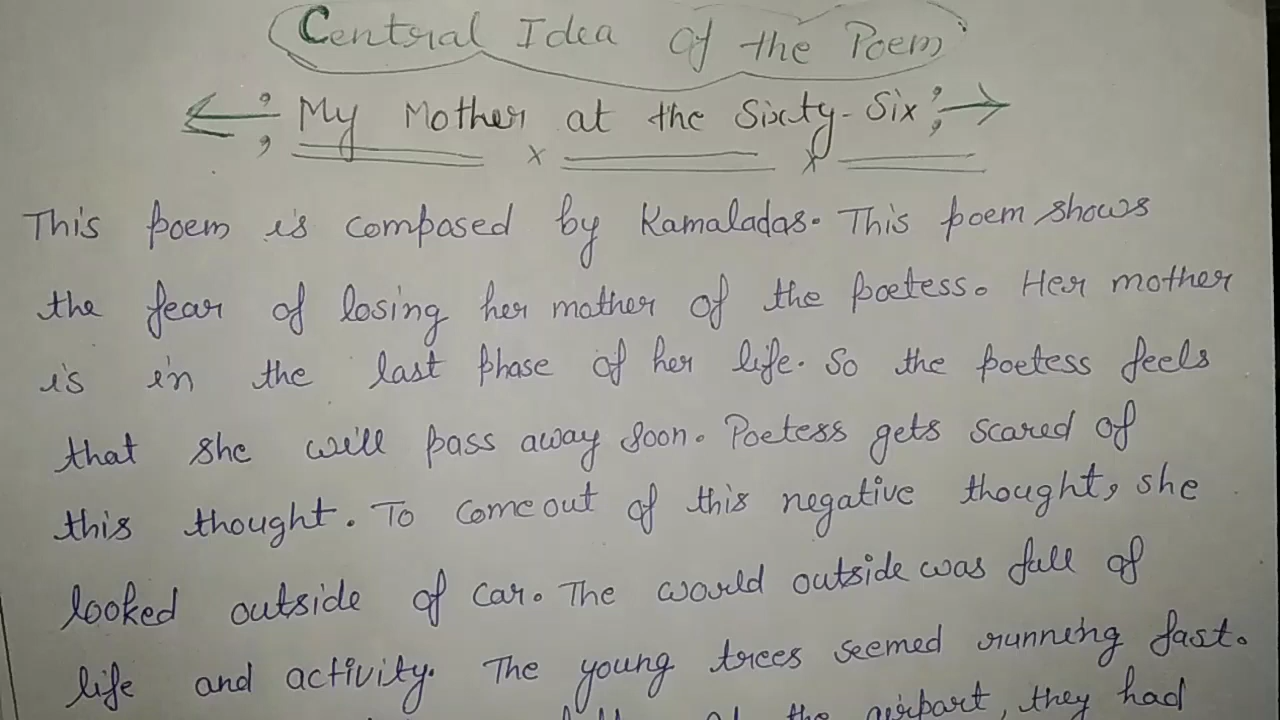 Central Idea of the Poem
My Mother at the Sixty-Six
This poem is composed by Kamaladas. This poem shows
the fear of losing her mother of the poetess. Her mother
is in the last phase of her life. So the poetess feels
that she will pass away soon. Poetess gets scared of
this thought. To come out of this negative thought, she
looked outside of car. The world outside was full of
life and activity. The young trees seemed running fast.
the airport, they had